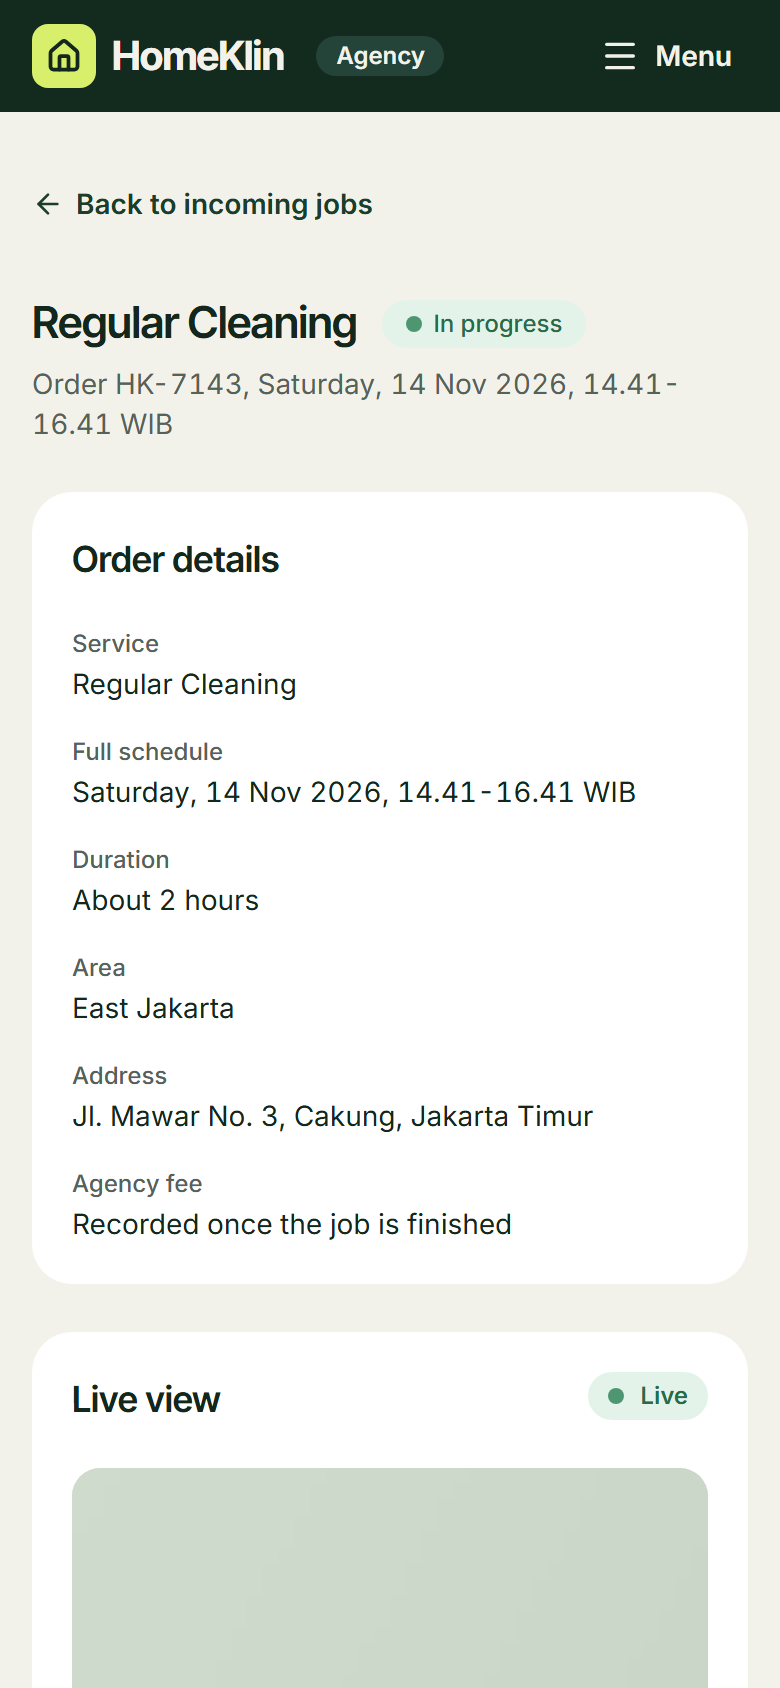 HomeKlin
Agency
Menu
Back to incoming jobs
Regular Cleaning
In progress
Order HK-7143, Saturday, 14 Nov 2026, 14.41-
16.41 WIB
Order details
Service
Regular Cleaning
Full schedule
Saturday, 14 Nov 2026, 14.41-16.41 WIB
Duration
About 2 hours
Area
East Jakarta
Address
Jl. Mawar No. 3, Cakung, Jakarta Timur
Agency fee
Recorded once the job is finished
Live view
Live